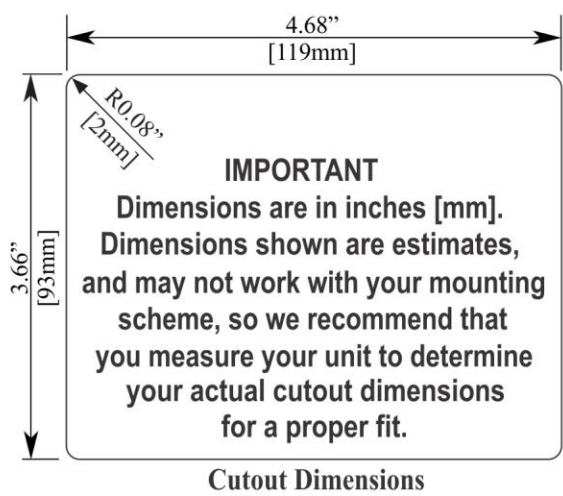 4.68”
[119mm]
R0.08”
[2mm]
3.66”
[93mm]
IMPORTANT
Dimensions are in inches [mm].
Dimensions shown are estimates,
and may not work with your mounting
scheme, so we recommend that
you measure your unit to determine
your actual cutout dimensions
for a proper fit.
Cutout Dimensions